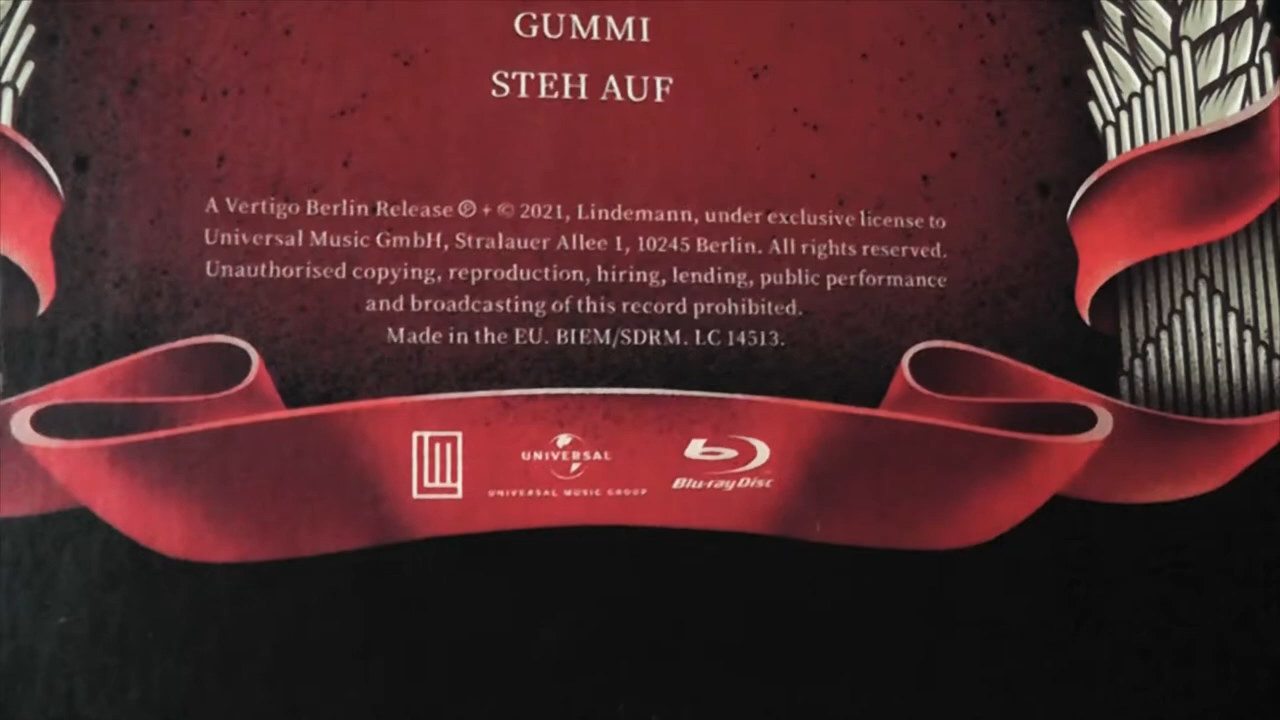 GUMMI
STEH AUF
A Vertigo Berlin Release ℗ + © 2021, Lindemann, under exclusive license to
Universal Music GmbH, Stralauer Allee 1, 10245 Berlin. All rights reserved.
Unauthorised copying, reproduction, hiring, lending, public performance
and broadcasting of this record prohibited.
Made in the EU. BIEM/SDRM. LC 14513.
UNIVERSAL
UNIVERSAL MUSIC GROUP
Blu-ray Disc